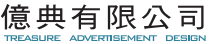 億典有限公司
TREASURE ADVERTISEMENT DESIGN